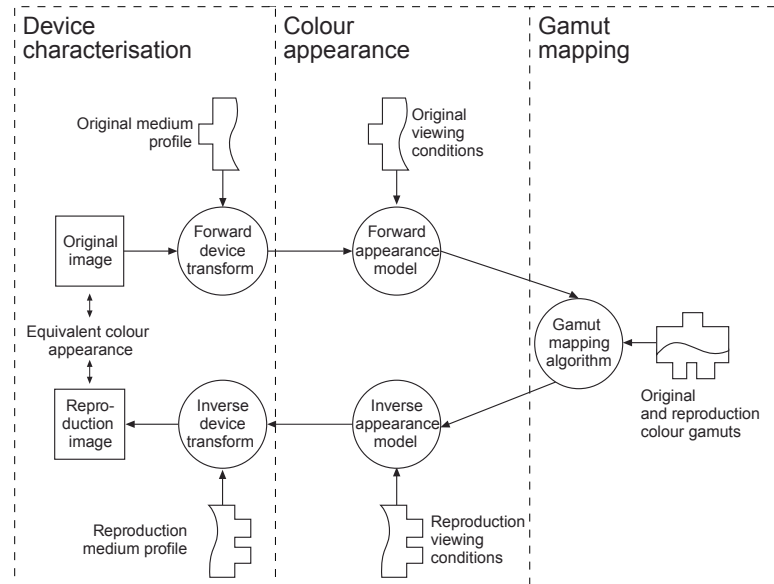 Device
characterisation
Colour
appearance
Gamut
mapping
Original medium
profile
Original
viewing
conditions
Original
image
Forward
device
transform
Forward
appearance
model
Equivalent colour
appearance
Gamut
mapping
algorithm
Original
and reproduction
colour gamuts
Repro-
duction
image
Inverse
device
transform
Inverse
appearance
model
Reproduction
medium profile
Reproduction
viewing
conditions